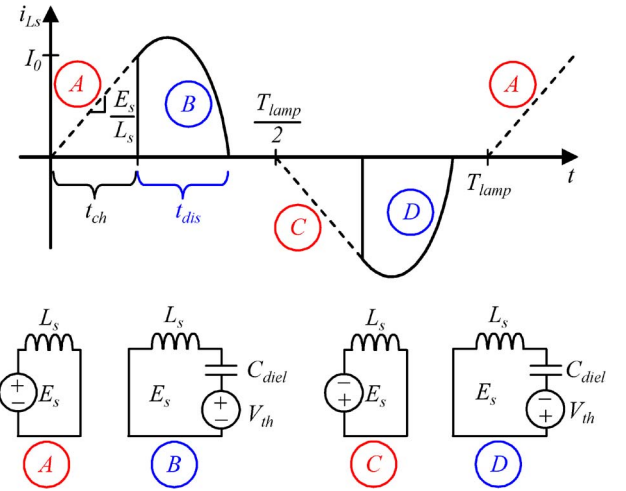 i_Ls
I_0
A
E_s
L_s
B
T_lamp
2
A
t_ch
t_dis
C
D
T_lamp
t
L_s
L_s
L_s
L_s
+
−
E_s
E_s
C_diel
+
−
V_th
−
+
E_s
E_s
C_diel
−
+
V_th
A
B
C
D